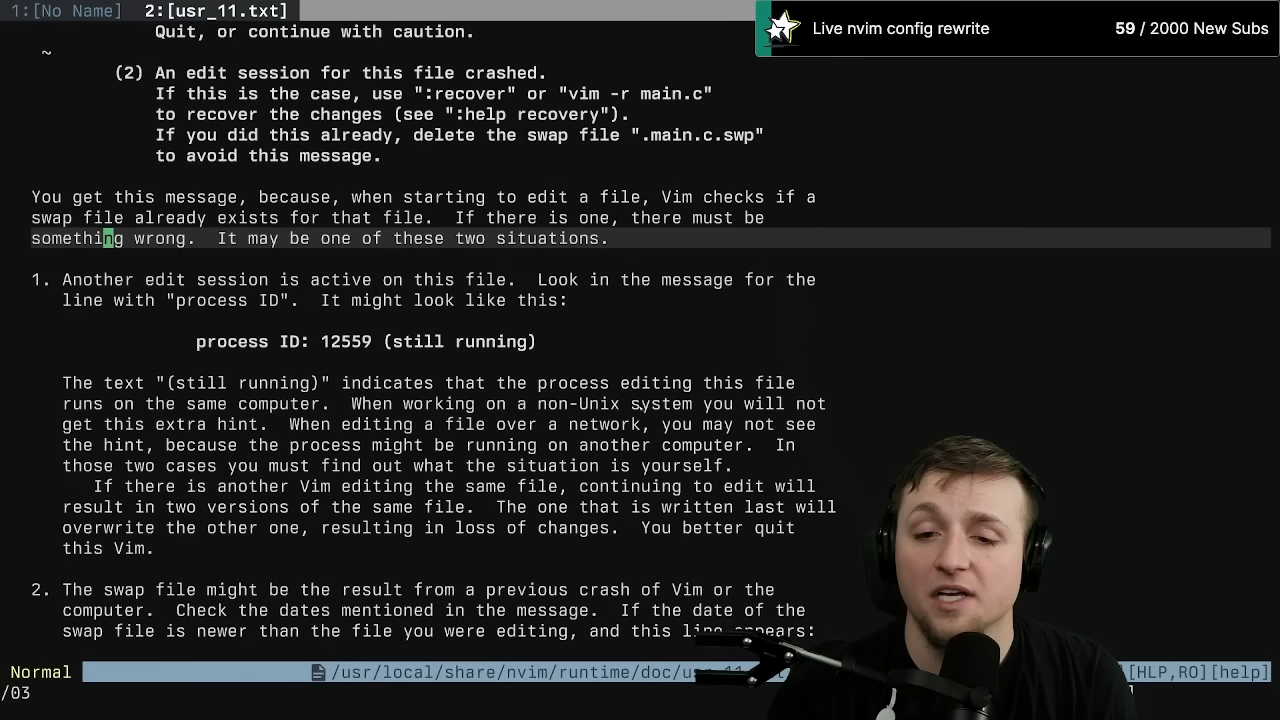 1:[No Name]  2:[usr_11.txt]
Live nvim config rewrite
59 / 2000 New Subs
Quit, or continue with caution.
~
(2) An edit session for this file crashed.
If this is the case, use ":recover" or "vim -r main.c"
to recover the changes (see ":help recovery").
If you did this already, delete the swap file ".main.c.swp"
to avoid this message.
You get this message, because, when starting to edit a file, Vim checks if a
swap file already exists for that file.  If there is one, there must be
something wrong.  It may be one of these two situations.
1. Another edit session is active on this file.  Look in the message for the
line with "process ID".  It might look like this:
process ID: 12559 (still running)
The text "(still running)" indicates that the process editing this file
runs on the same computer.  When working on a non-Unix system you will not
get this extra hint.  When editing a file over a network, you may not see
the hint, because the process might be running on another computer.  In
those two cases you must find out what the situation is yourself.
If there is another Vim editing the same file, continuing to edit will
result in two versions of the same file.  The one that is written last will
overwrite the other one, resulting in loss of changes.  You better quit
this Vim.
2. The swap file might be the result from a previous crash of Vim or the
computer.  Check the dates mentioned in the message.  If the date of the
swap file is newer than the file you were editing, and this line appears:
Normal /usr/local/share/nvim/runtime/doc/usr_11 [HLP,RO][help]
/03